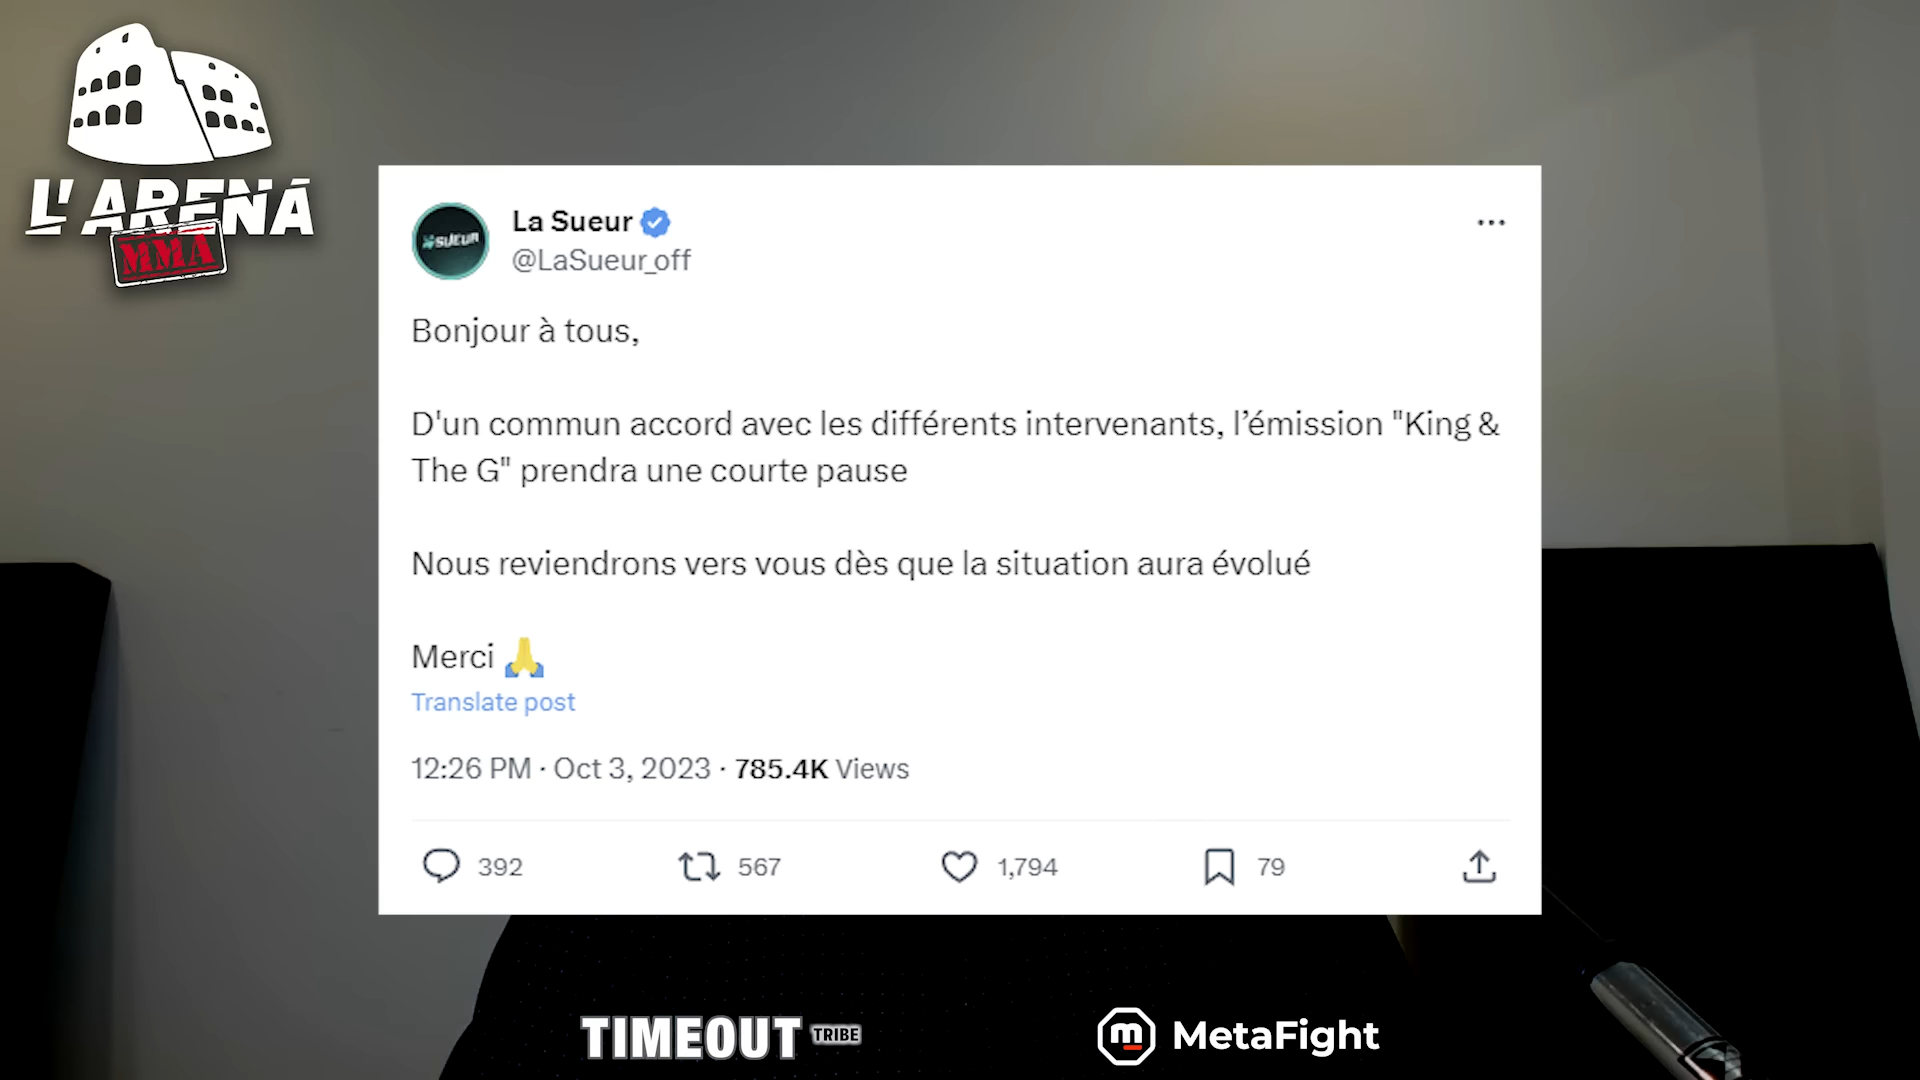 L'ARENA
MMA
SUEUR
La Sueur
@LaSueur_off
Bonjour à tous,
D'un commun accord avec les différents intervenants, l’émission "King &
The G" prendra une courte pause
Nous reviendrons vers vous dès que la situation aura évolué
Merci 🙏
Translate post
12:26 PM · Oct 3, 2023 · 785.4K Views
392 567 1,794 79
TIMEOUT TRIBE
m MetaFight